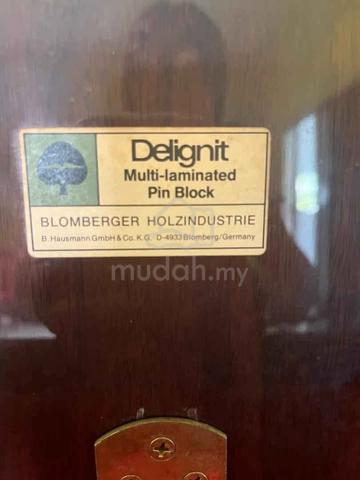 Delignit
Multi-laminated
Pin Block
BLOMBERGER HOLZINDUSTRIE
B. Hausmann GmbH & Co. K.G. D-4933 Blomberg/Germany
mudah.my